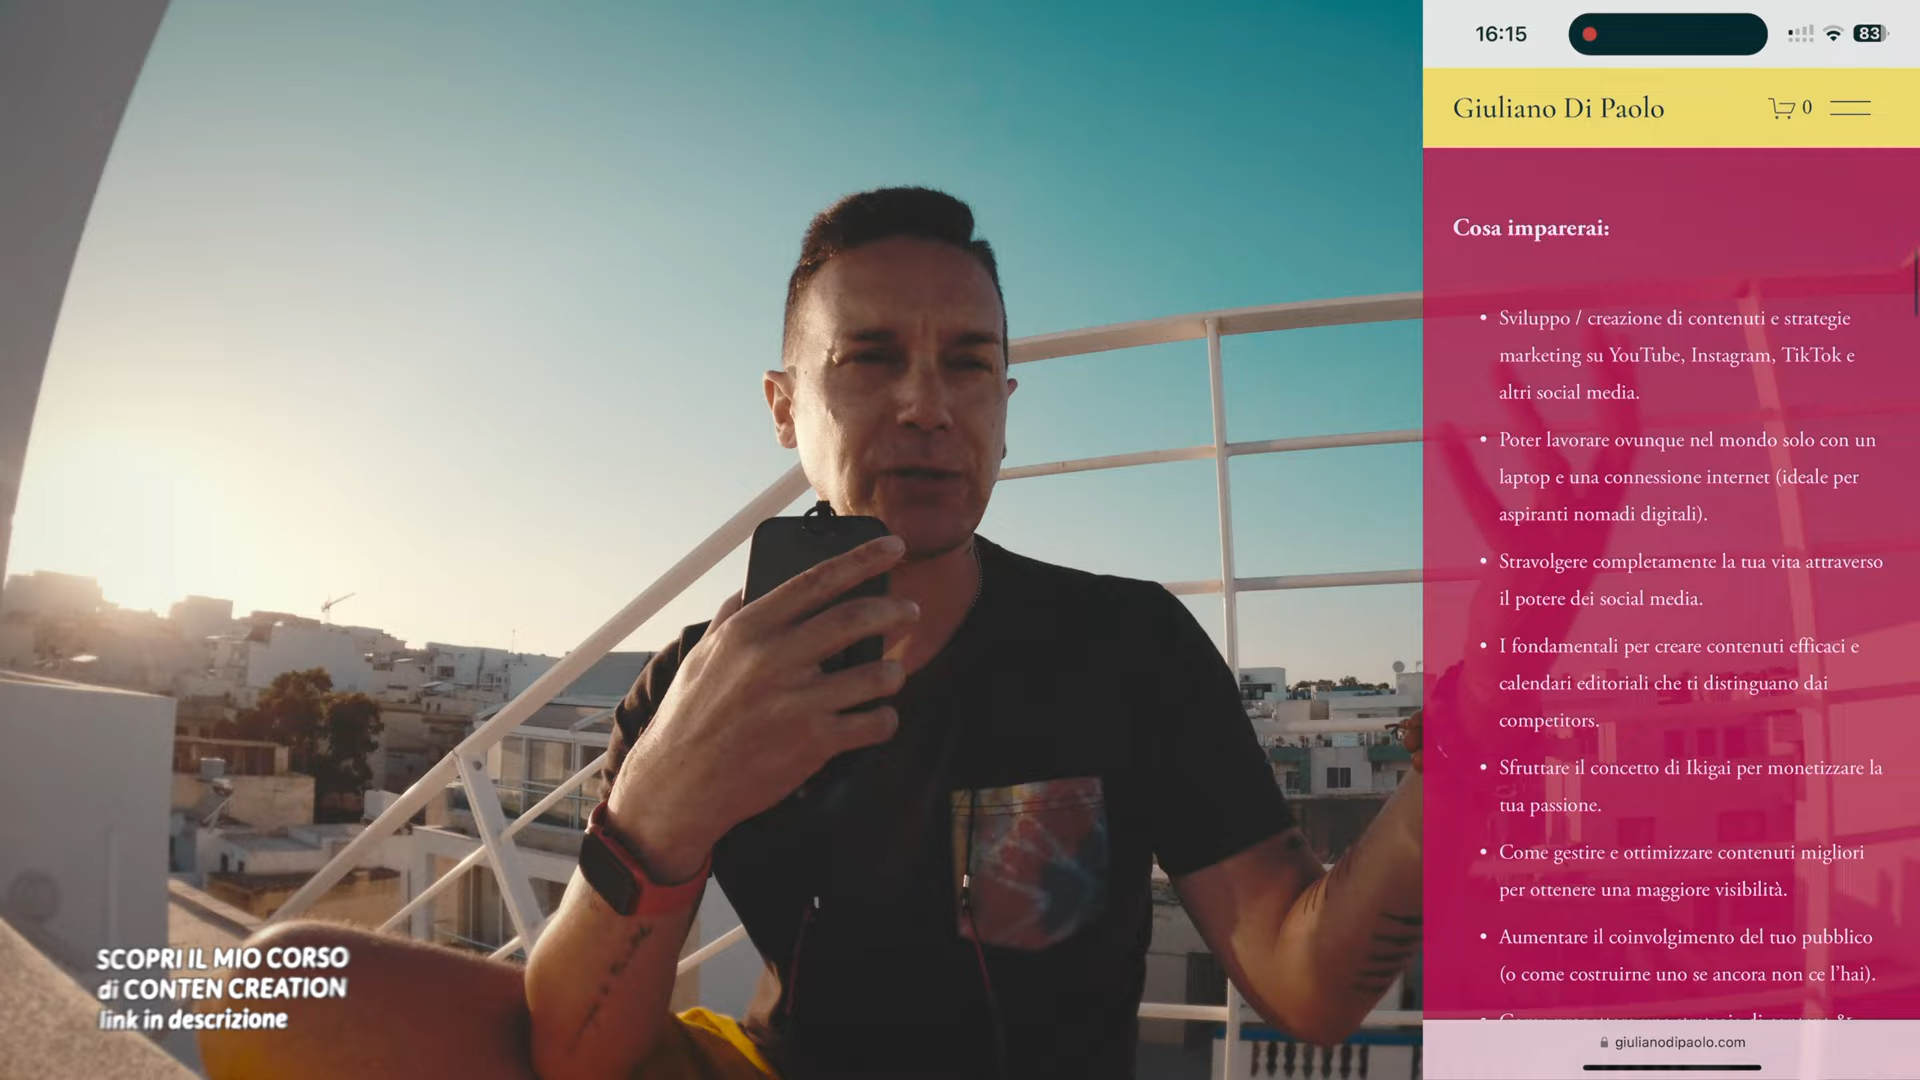 SCOPRI IL MIO CORSO
di CONTEN CREATION
link in descrizione
16:15
83
Giuliano Di Paolo
0
Cosa imparerai:
• Sviluppo / creazione di contenuti e strategie
marketing su YouTube, Instagram, TikTok e
altri social media.
• Poter lavorare ovunque nel mondo solo con un
laptop e una connessione internet (ideale per
aspiranti nomadi digitali).
• Stravolgere completamente la tua vita attraverso
il potere dei social media.
• I fondamentali per creare contenuti efficaci e
calendari editoriali che ti distinguano dai
competitors.
• Sfruttare il concetto di Ikigai per monetizzare la
tua passione.
• Come gestire e ottimizzare contenuti migliori
per ottenere una maggiore visibilità.
• Aumentare il coinvolgimento del tuo pubblico
(o come costruirne uno se ancora non ce l'hai).
giulianodipaolo.com